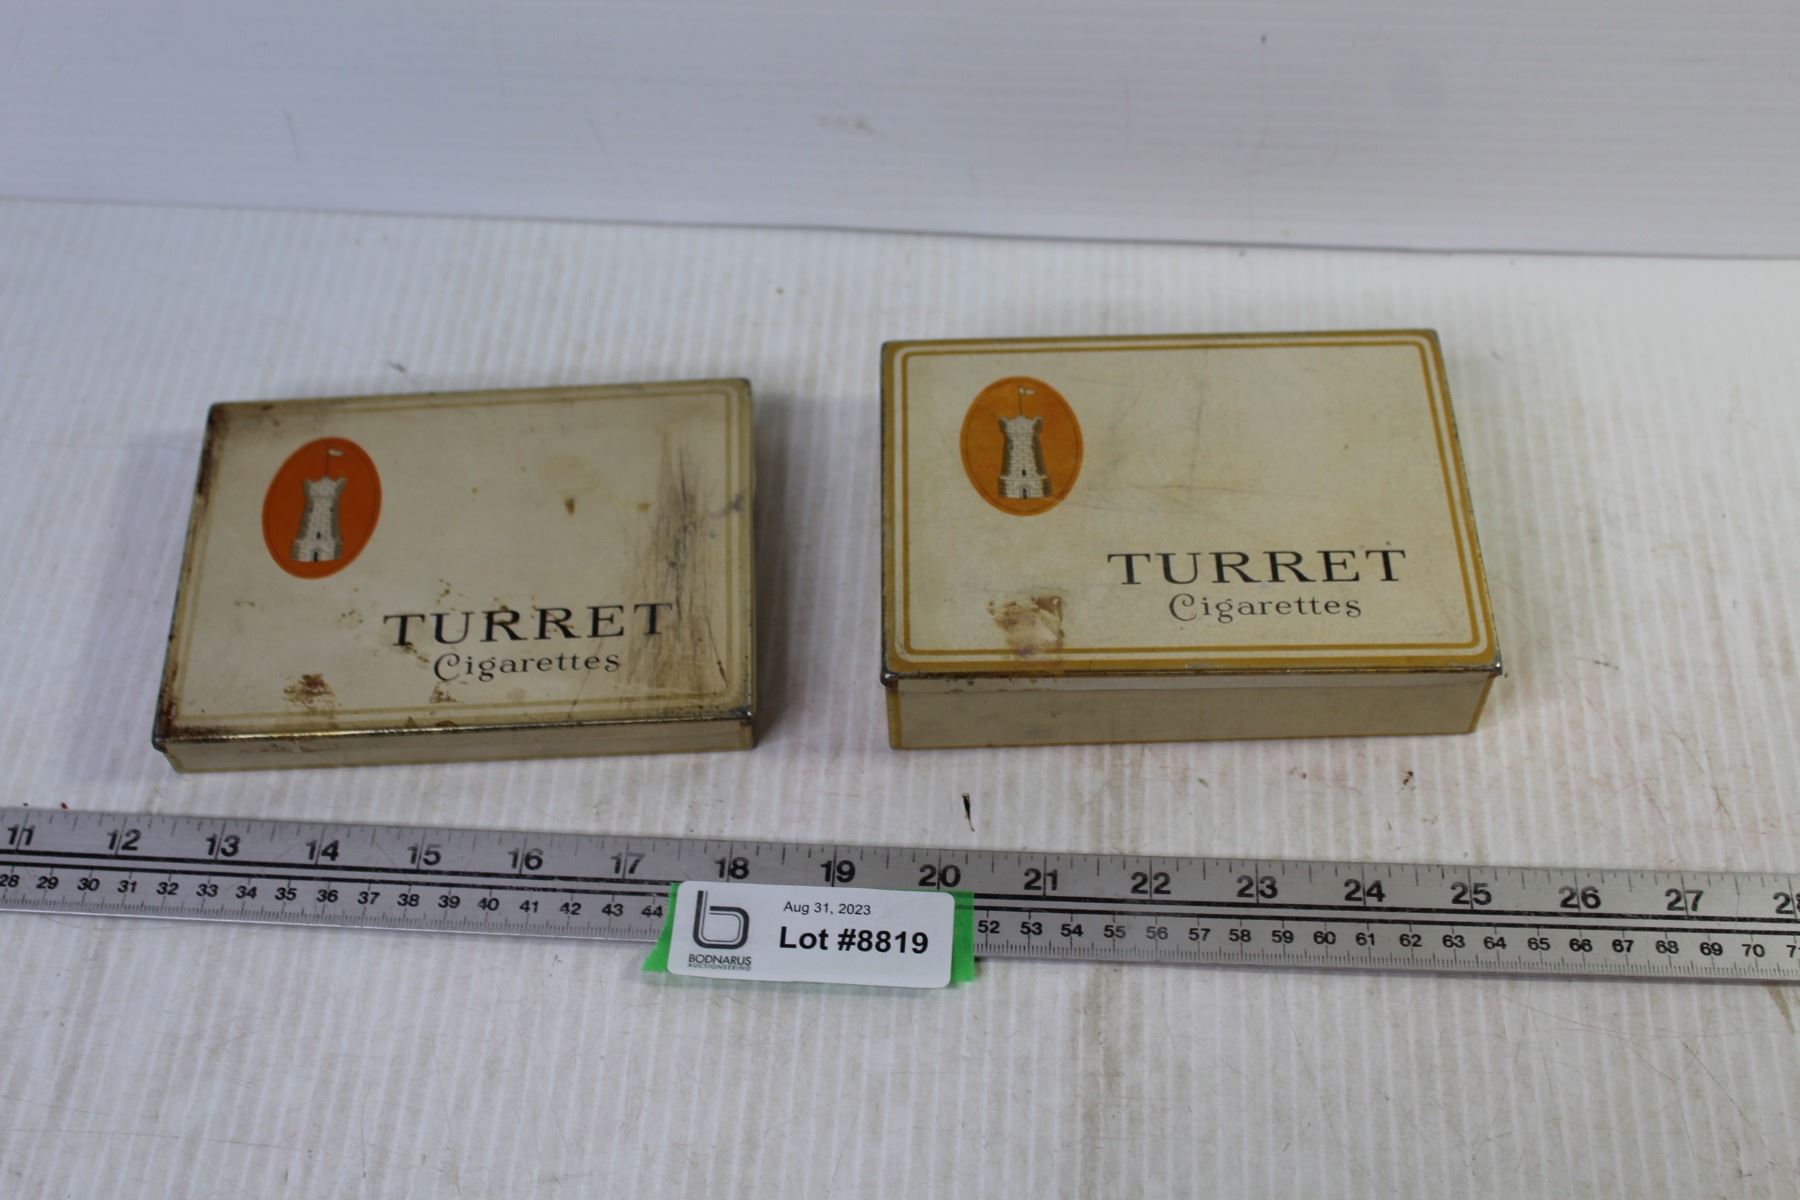 TURRET
Cigarettes
TURRET
Cigarettes
11 12 13 14 15 16 17 18 19 20 21 22 23 24 25 26 27
28 29 30 31 32 33 34 35 36 37 38 39 40 41 42 43 44 52 53 54 55 56 57 58 59 60 61 62 63 64 65 66 67 68 69 70
Aug 31, 2023
Lot #8819
BODNARUS
AUCTIONEERING